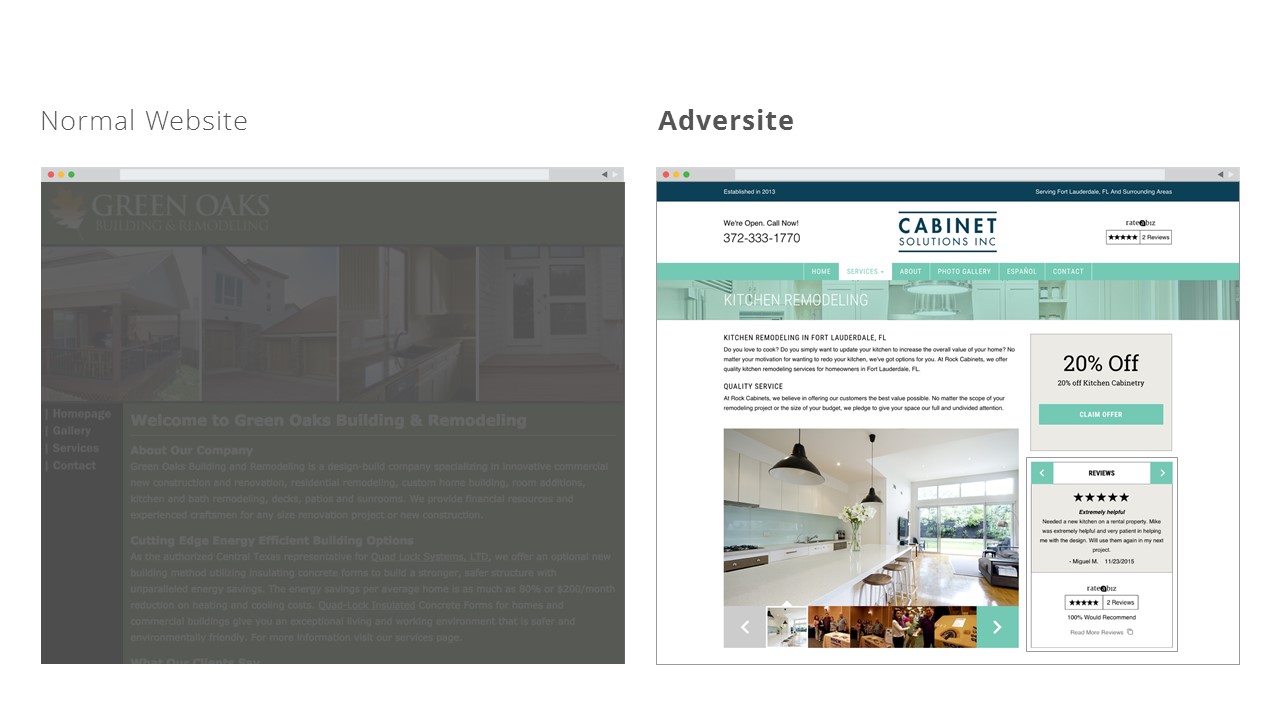 Normal Website
Adversite
GREEN OAKS
BUILDING & REMODELING
| Homepage
| Gallery
| Services
| Contact
Welcome to Green Oaks Building & Remodeling
About Our Company
Green Oaks Building and Remodeling is a design-build company specializing in innovative commercial
new construction and renovation, residential remodeling, custom home building, room additions,
kitchen and bath remodeling, decks, patios and sunrooms. We provide financial resources and
experienced craftsmen for any size renovation project or new construction.
Cutting Edge Energy Efficient Building Options
As the authorized Central Texas representative for Quad Lock Systems, LTD, we offer an optional new
building method utilizing insulating concrete forms to build a stronger, safer structure with
unparalleled energy savings. The energy savings per average home is as much as 80% or $200/month
reduction on heating and cooling costs. Quad-Lock Insulated Concrete Forms for homes and
commercial buildings give you an exceptional living and working environment that is safer and
environmentally friendly. For more information visit our services page.
What Our Clients Say
Established in 2013
Serving Fort Lauderdale, FL And Surrounding Areas
We're Open. Call Now!
372-333-1770
CABINET
SOLUTIONS INC
rateabiz
2 Reviews
HOME
SERVICES
ABOUT
PHOTO GALLERY
ESPAÑOL
CONTACT
KITCHEN REMODELING
KITCHEN REMODELING IN FORT LAUDERDALE, FL
Do you love to cook? Do you simply want to update your kitchen to increase the overall value of your home? No
matter your motivation for wanting to redo your kitchen, we've got options for you. At Rock Cabinets, we offer
quality kitchen remodeling services for homeowners in Fort Lauderdale, FL.
QUALITY SERVICE
At Rock Cabinets, we believe in offering our customers the best value possible. No matter the scope of your
remodeling project or the size of your budget, we pledge to give your space our full and undivided attention.
20% Off
20% off Kitchen Cabinetry
CLAIM OFFER
REVIEWS
Extremely helpful
Needed a new kitchen on a rental property. Mike
was extremely helpful and very patient in helping
me with the design. Will use them again in my next
project.
- Miguel M. 11/23/2015
rateabiz
2 Reviews
100% Would Recommend
Read More Reviews